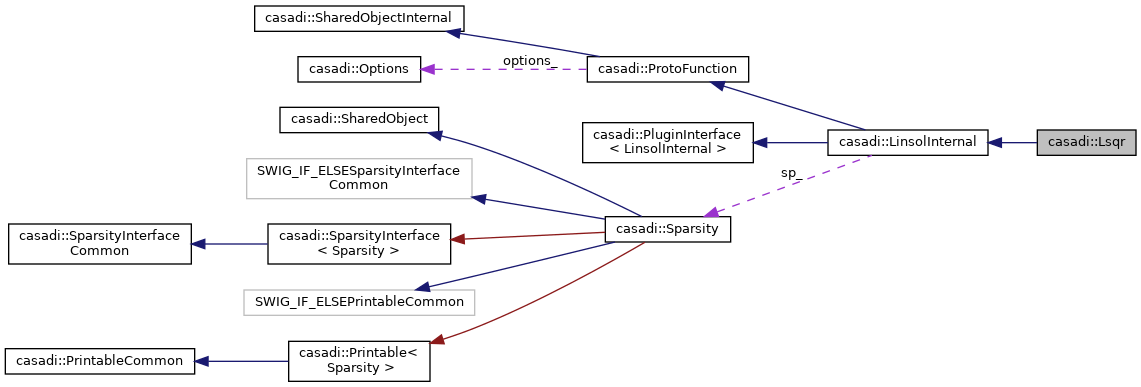 casadi::SharedObjectInternal
casadi::Options
options_
casadi::ProtoFunction
casadi::SharedObject
casadi::PluginInterface
< LinsolInternal >
casadi::LinsolInternal
casadi::Lsqr
SWIG_IF_ELSESparsityInterface
Common
sp_
casadi::SparsityInterface
Common
casadi::SparsityInterface
< Sparsity >
casadi::Sparsity
SWIG_IF_ELSEPrintableCommon
casadi::PrintableCommon
casadi::Printable<
Sparsity >